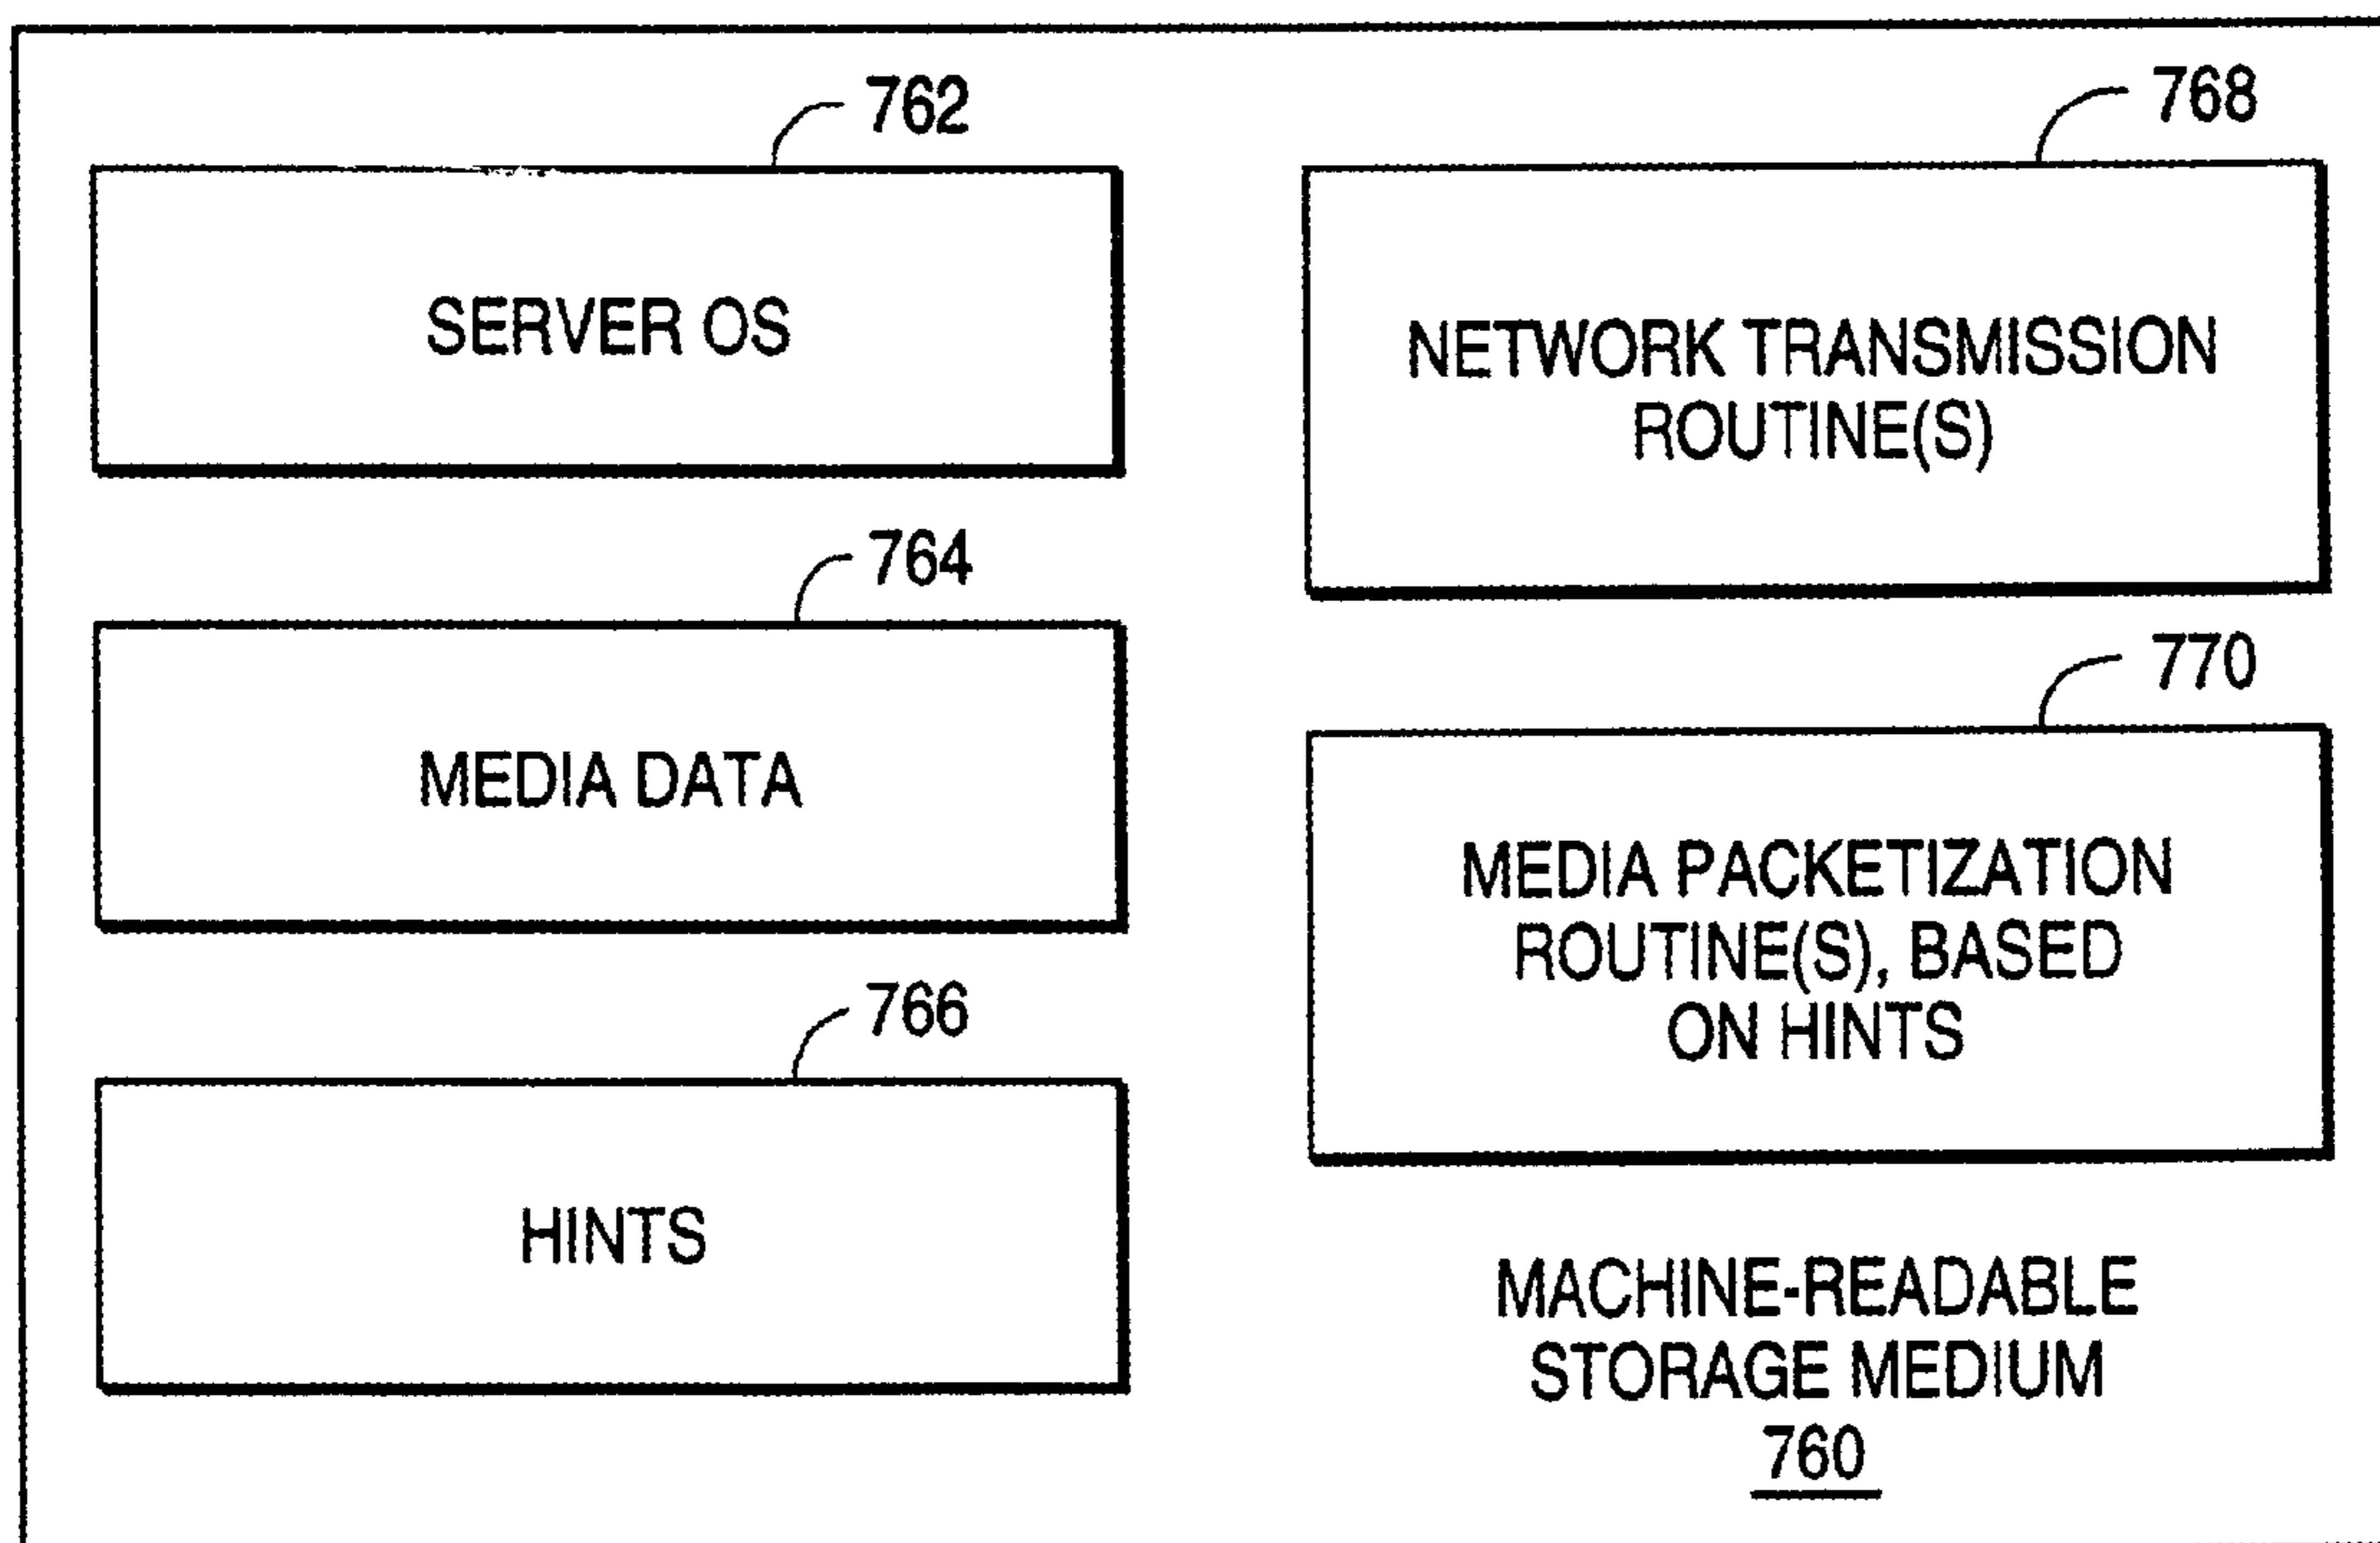 762
SERVER OS
764
MEDIA DATA
766
HINTS
768
NETWORK TRANSMISSION
ROUTINE(S)
770
MEDIA PACKETIZATION
ROUTINE(S), BASED
ON HINTS
MACHINE-READABLE
STORAGE MEDIUM
760